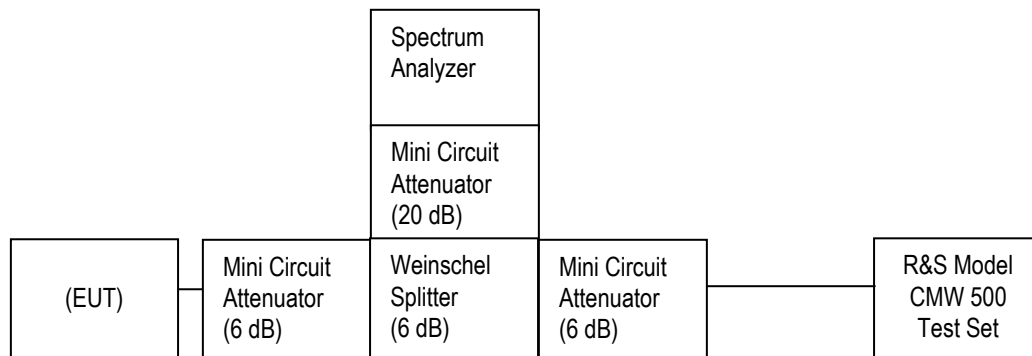 Spectrum
Analyzer
Mini Circuit
Attenuator
(20 dB)
(EUT)
Mini Circuit
Attenuator
(6 dB)
Weinschel
Splitter
(6 dB)
Mini Circuit
Attenuator
(6 dB)
R&S Model
CMW 500
Test Set